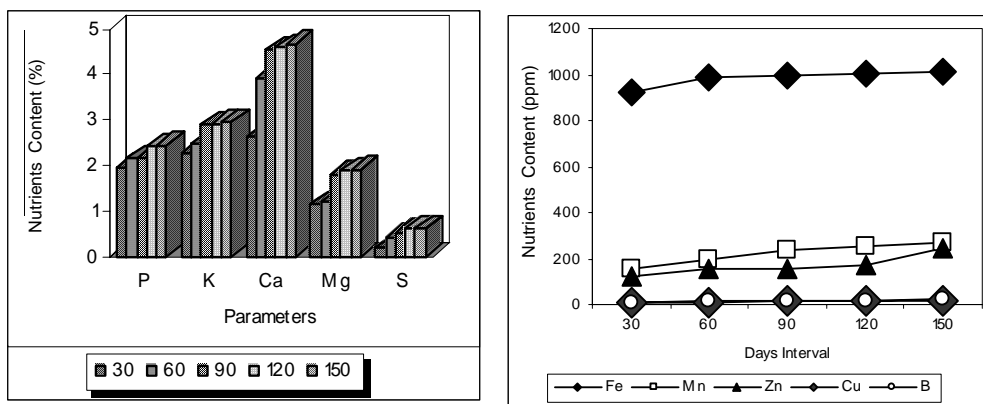 Nutrients Content (%)
5
4
3
2
1
0
P K Ca Mg S
Parameters
30 60 90 120 150
Nutrients Content (ppm)
1200
1000
800
600
400
200
0
30 60 90 120 150
Days Interval
Fe Mn Zn Cu B